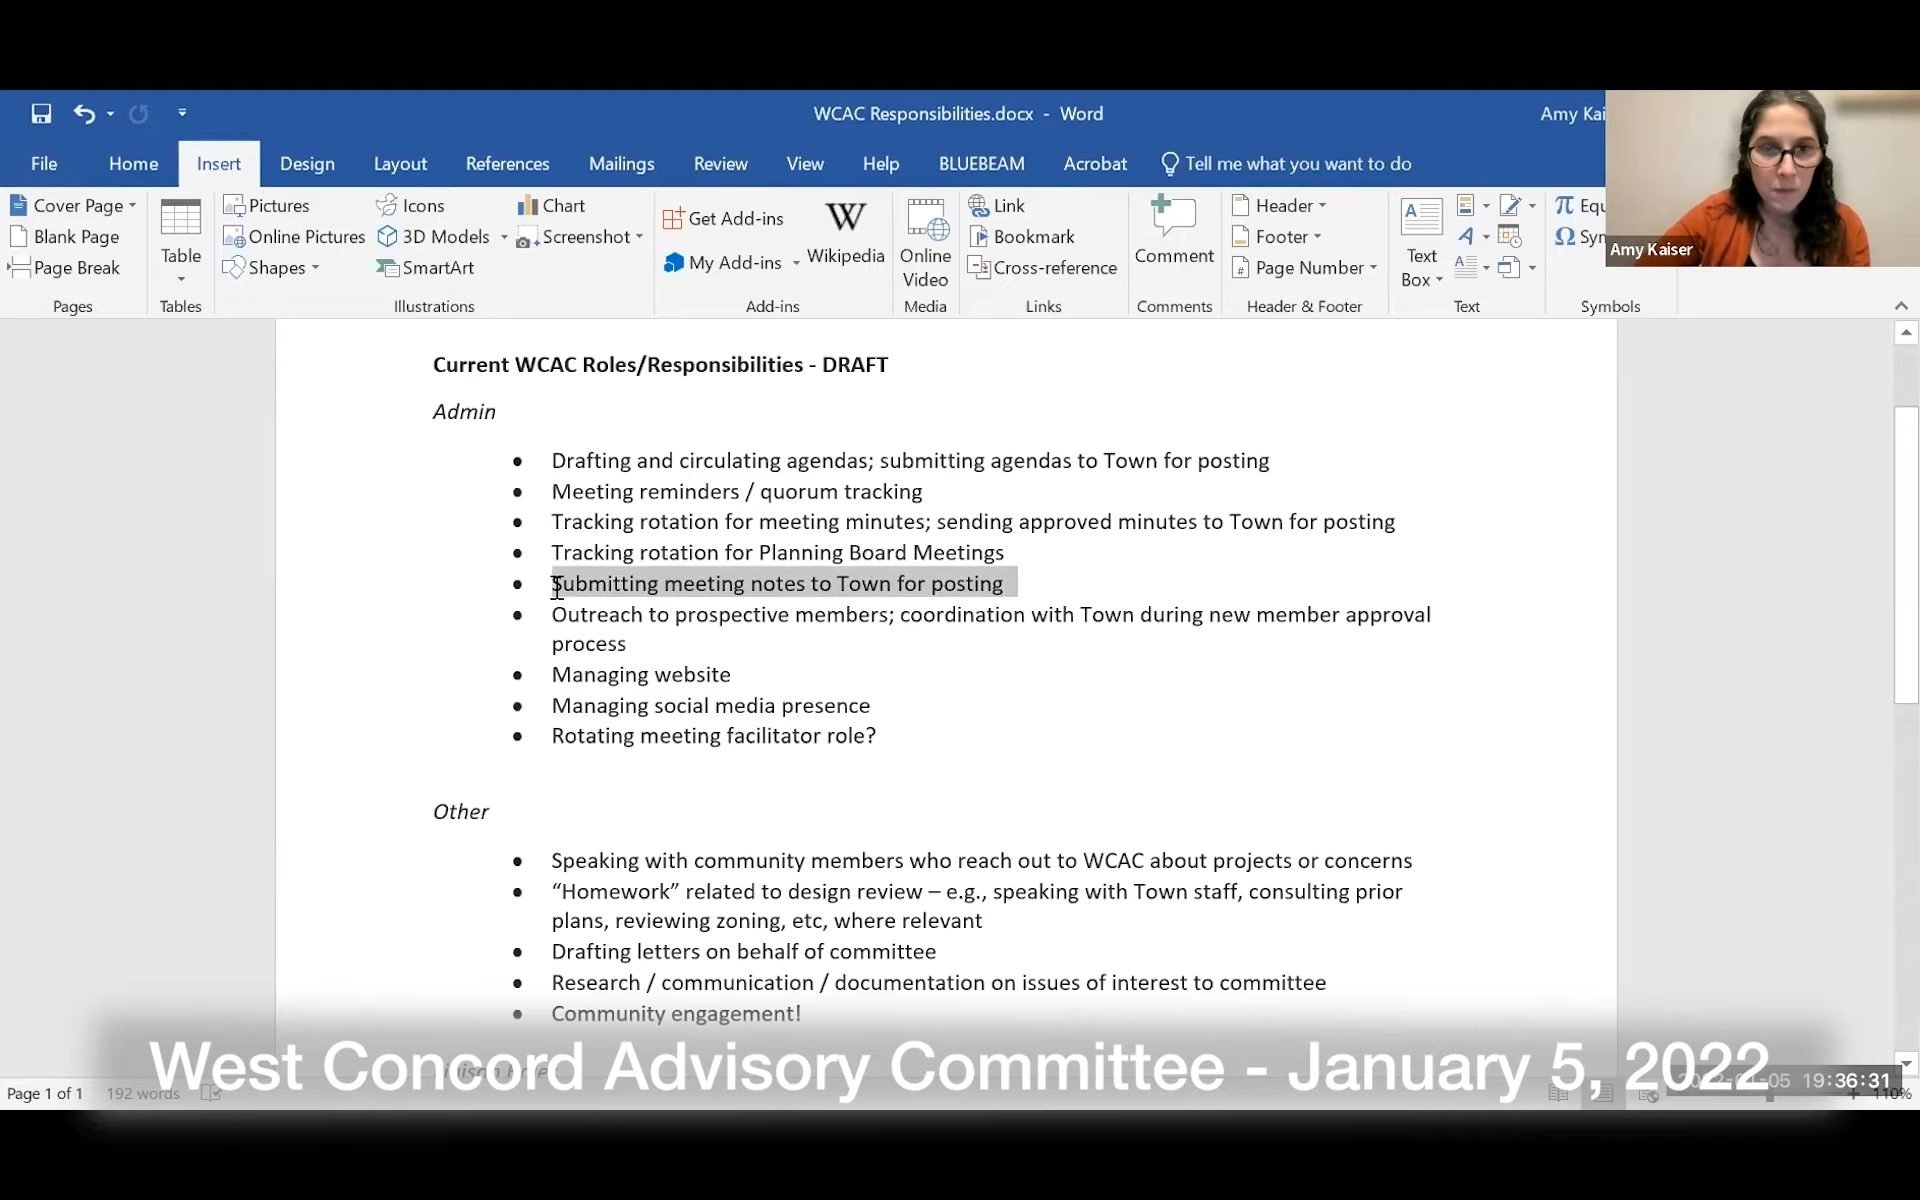 WCAC Responsibilities.docx - Word
Amy Kai
File Home Insert Design Layout References Mailings Review View Help BLUEBEAM Acrobat Tell me what you want to do
Cover Page
Blank Page
Page Break
Pages
Table
Tables
Pictures
Online Pictures
Shapes
Icons
3D Models
SmartArt
Chart
Screenshot
Illustrations
Get Add-ins
My Add-ins
W
Wikipedia
Add-ins
Online
Video
Media
Link
Bookmark
Cross-reference
Links
Comment
Comments
Header
Footer
Page Number
Header & Footer
Text
Box
Text
π Equ
Ω Syn
Symbols
Amy Kaiser
Current WCAC Roles/Responsibilities - DRAFT
Admin
• Drafting and circulating agendas; submitting agendas to Town for posting
• Meeting reminders / quorum tracking
• Tracking rotation for meeting minutes; sending approved minutes to Town for posting
• Tracking rotation for Planning Board Meetings
• Submitting meeting notes to Town for posting
• Outreach to prospective members; coordination with Town during new member approval
process
• Managing website
• Managing social media presence
• Rotating meeting facilitator role?
Other
• Speaking with community members who reach out to WCAC about projects or concerns
• “Homework” related to design review – e.g., speaking with Town staff, consulting prior
plans, reviewing zoning, etc, where relevant
• Drafting letters on behalf of committee
• Research / communication / documentation on issues of interest to committee
• Community engagement!
West Concord Advisory Committee - January 5, 2022
Page 1 of 1 192 words
19:36:31
110%